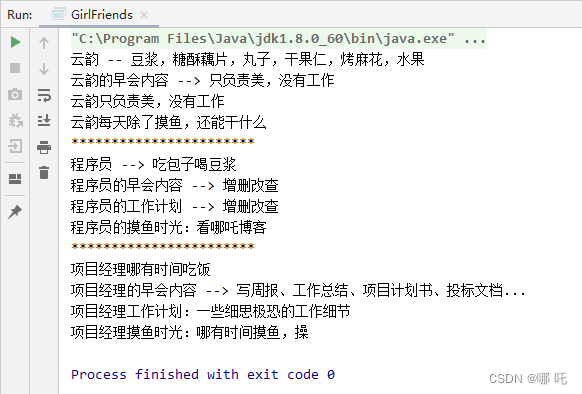 Run: GirlFriends
"C:\Program Files\Java\jdk1.8.0_60\bin\java.exe" ...
云韵 -- 豆浆，糖酥藕片，丸子，干果仁，烤麻花，水果
云韵的早会内容 --> 只负责美，没有工作
云韵只负责美，没有工作
云韵每天除了摸鱼，还能干什么
***********************
程序员 --> 吃包子喝豆浆
程序员的早会内容 --> 增删改查
程序员的工作计划 --> 增删改查
程序员的摸鱼时光：看哪吒博客
***********************
项目经理哪有时间吃饭
项目经理的早会内容 --> 写周报、工作总结、项目计划书、投标文档...
项目经理工作计划：一些细思极恐的工作细节
项目经理摸鱼时光：哪有时间摸鱼，操
Process finished with exit code 0
CSDN @哪 吒